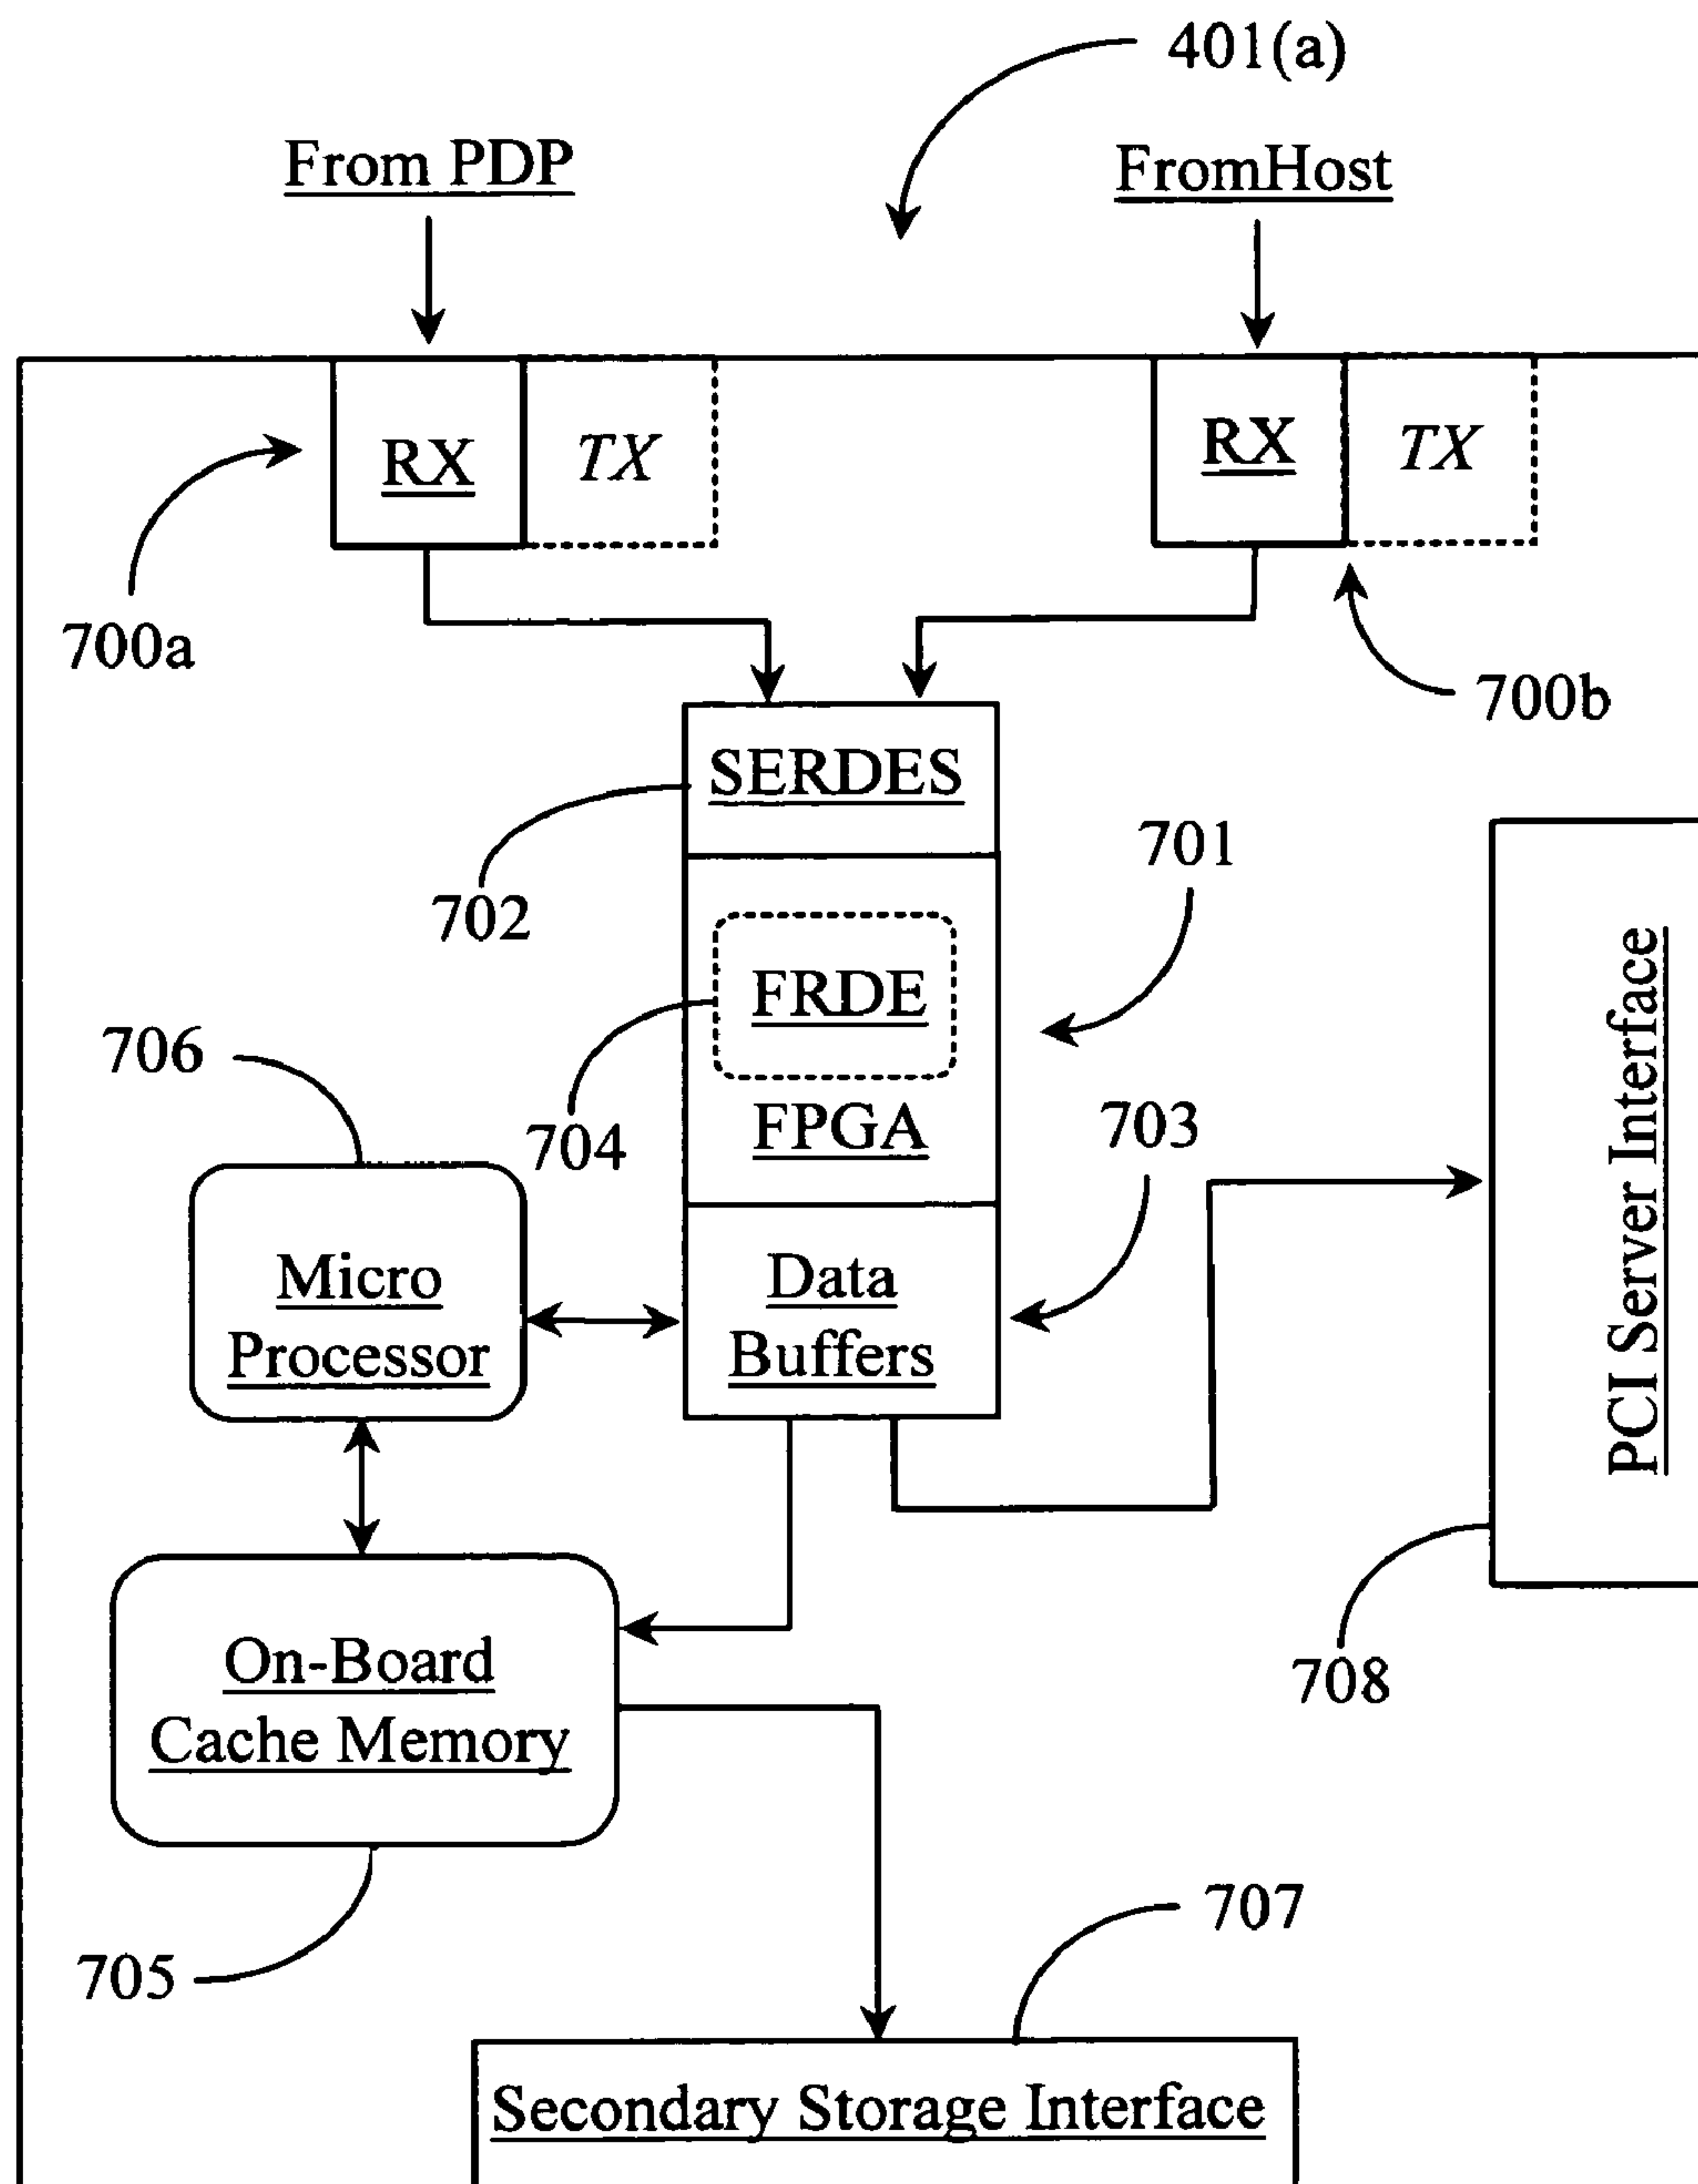 401(a)
From PDP
FromHost
RX
TX
RX
TX
700a
700b
SERDES
702
701
FRDE
706
704
FPGA
703
Micro
Processor
Data
Buffers
PCI Server Interface
On-Board
Cache Memory
708
705
707
Secondary Storage Interface